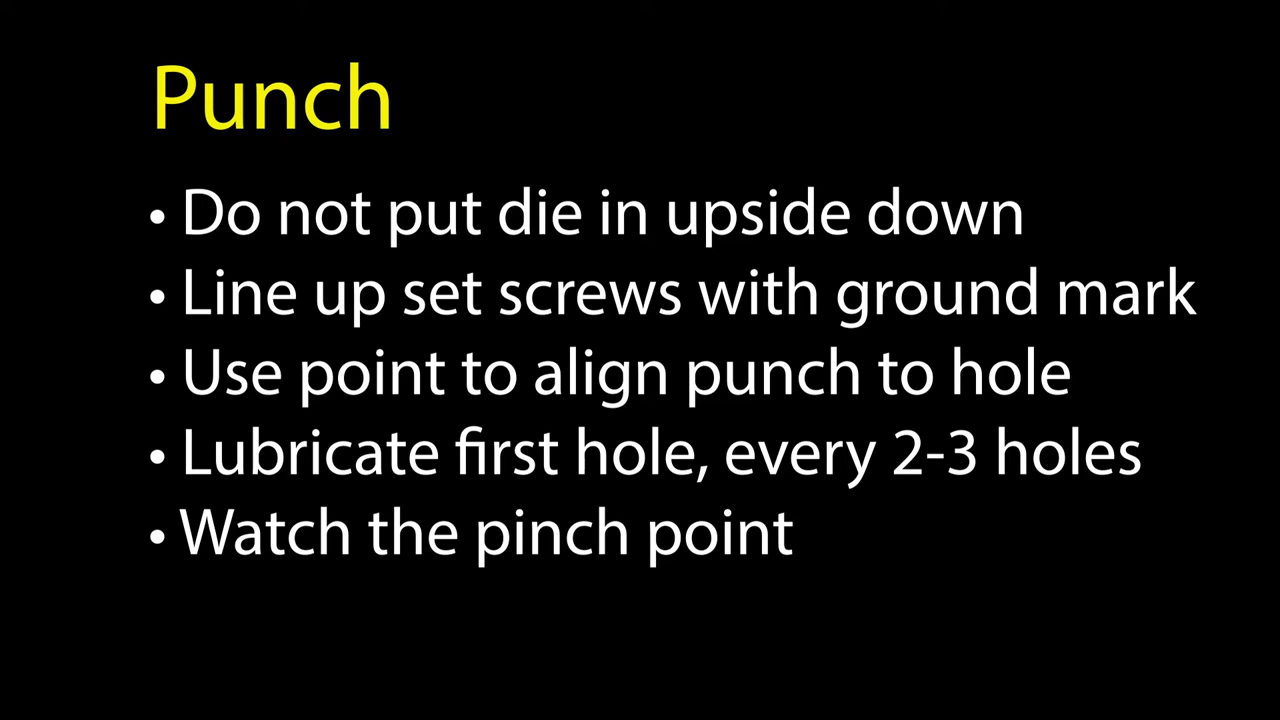 Punch
• Do not put die in upside down
• Line up set screws with ground mark
• Use point to align punch to hole
• Lubricate first hole, every 2-3 holes
• Watch the pinch point